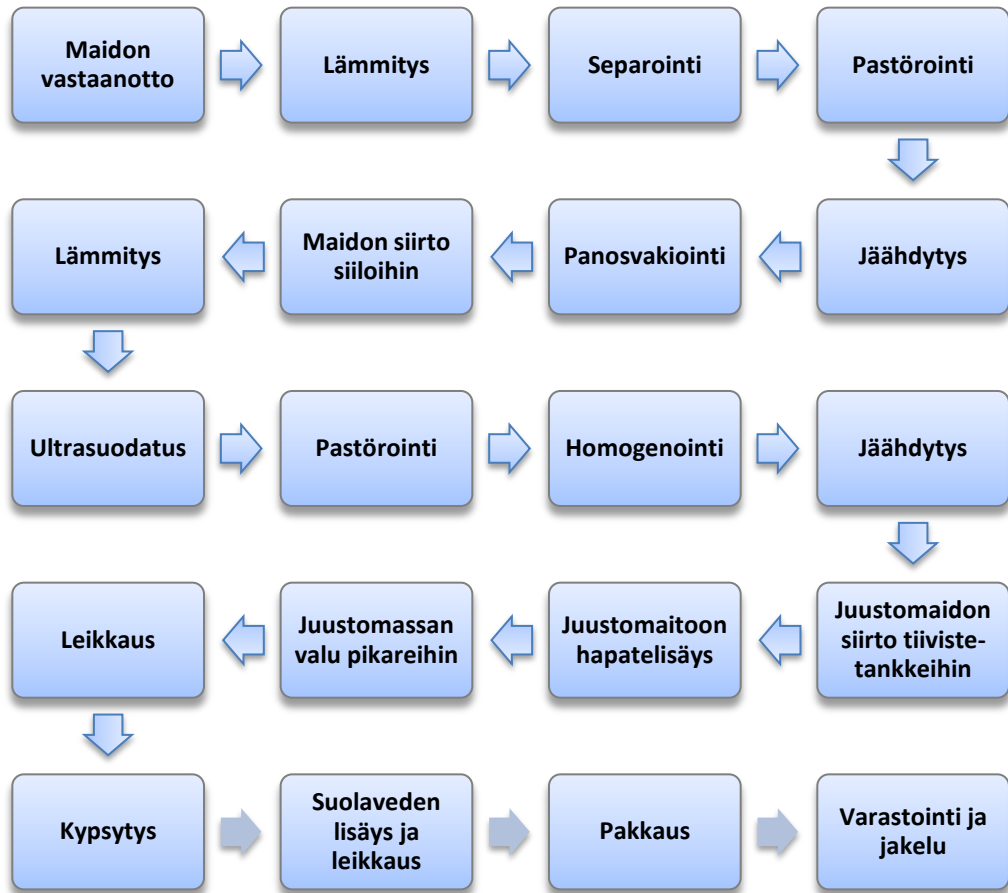 Maidon
vastaanotto
Lämmitys
Separointi
Pastörointi
Jäähdytys
Panosvakiointi
Maidon siirto
siiloihin
Lämmitys
Ultrasuodatus
Pastörointi
Homogenointi
Jäähdytys
Juustomaidon
siirto tiiviste-
tankkeihin
Juustomaitoon
hapatelisäys
Juustomassan
valu pikareihin
Leikkaus
Kypsytys
Suolaveden
lisäys ja
leikkaus
Pakkaus
Varastointi ja
jakelu